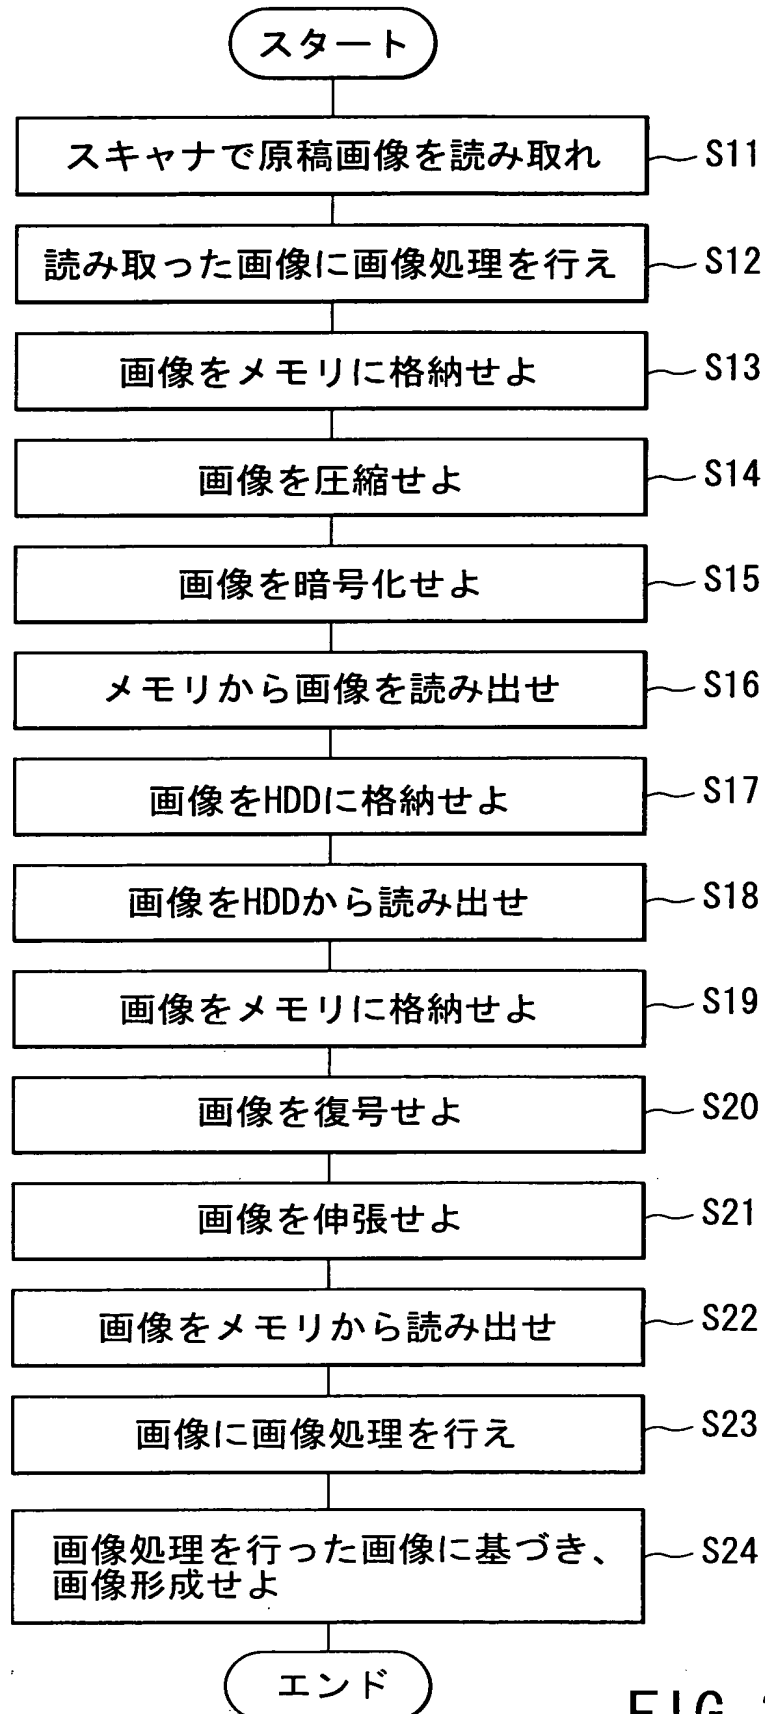 スタート
スキャナで原稿画像を読み取れ
S11
読み取った画像に画像処理を行え
S12
画像をメモリに格納せよ
S13
画像を圧縮せよ
S14
画像を暗号化せよ
S15
メモリから画像を読み出せ
S16
画像をHDDに格納せよ
S17
画像をHDDから読み出せ
S18
画像をメモリに格納せよ
S19
画像を復号せよ
S20
画像を伸張せよ
S21
画像をメモリから読み出せ
S22
画像に画像処理を行え
S23
画像処理を行った画像に基づき、
画像形成せよ
S24
エンド
FIG